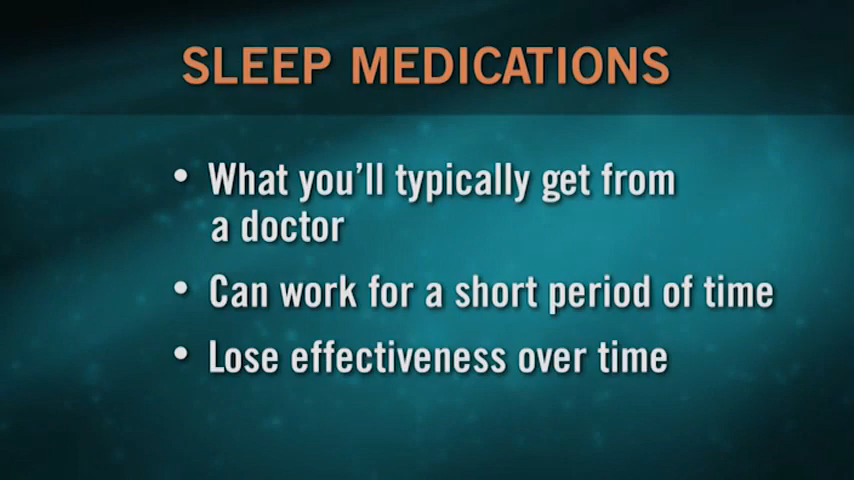 SLEEP MEDICATIONS
• What you'll typically get from
a doctor
• Can work for a short period of time
• Lose effectiveness over time